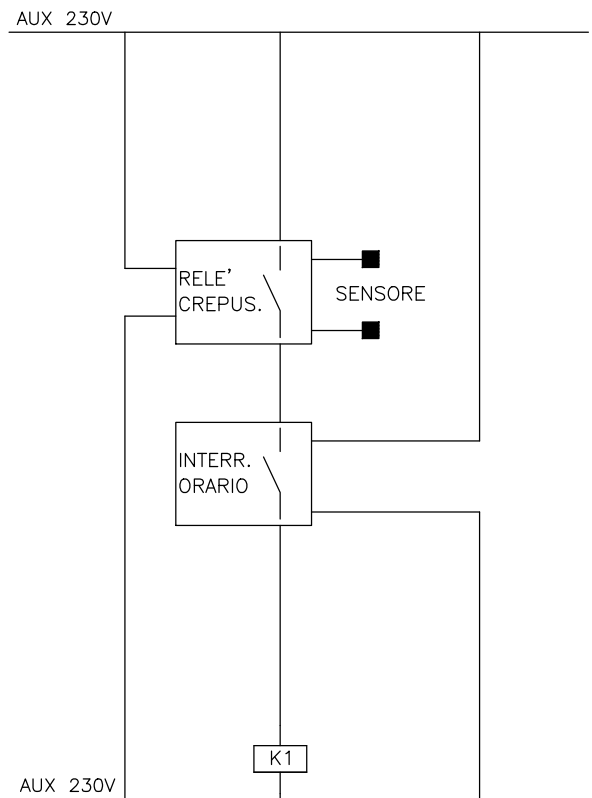 AUX 230V
RELE'
CREPUS.
SENSORE
INTERR.
ORARIO
K1
AUX 230V